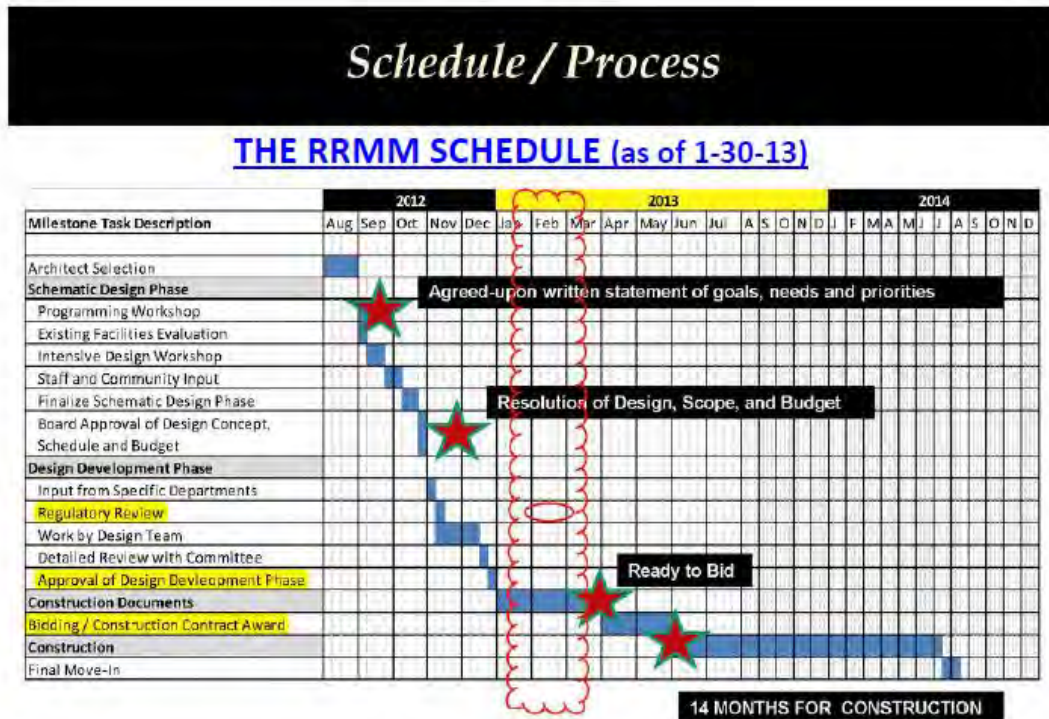 Schedule / Process
THE RRMM SCHEDULE (as of 1-30-13)
2012 2013 2014
Milestone Task Description Aug Sep Oct Nov Dec Jan Feb Mar Apr May Jun Jul A S O N D J F M A M J J A S O N D
Architect Selection
Schematic Design Phase
Agreed-upon written statement of goals, needs and priorities
Programming Workshop
Existing Facilities Evaluation
Intensive Design Workshop
Staff and Community Input
Finalize Schematic Design Phase
Resolution of Design, Scope, and Budget
Board Approval of Design Concept,
Schedule and Budget
Design Development Phase
Input from Specific Departments
Regulatory Review
Work by Design Team
Detailed Review with Committee
Ready to Bid
Approval of Design Devleopment Phase
Construction Documents
Bidding / Construction Contract Award
Construction
Final Move-In
14 MONTHS FOR CONSTRUCTION